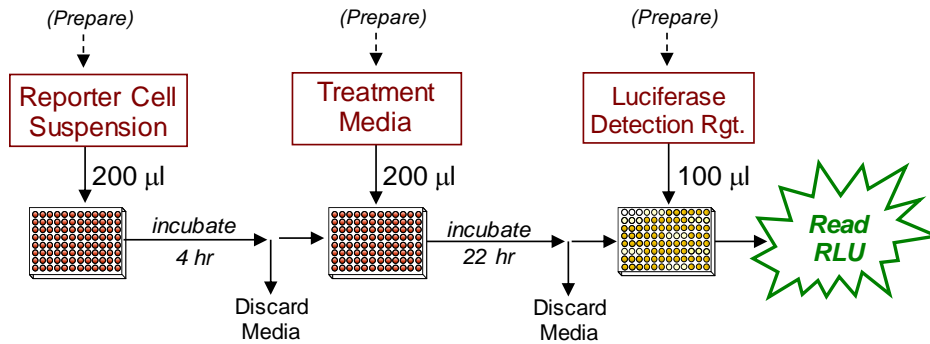 (Prepare)
(Prepare)
(Prepare)
Reporter Cell
Suspension
Treatment
Media
Luciferase
Detection Rgt.
200 µl
200 µl
100 µl
incubate
4 hr
incubate
22 hr
Read
RLU
Discard
Media
Discard
Media